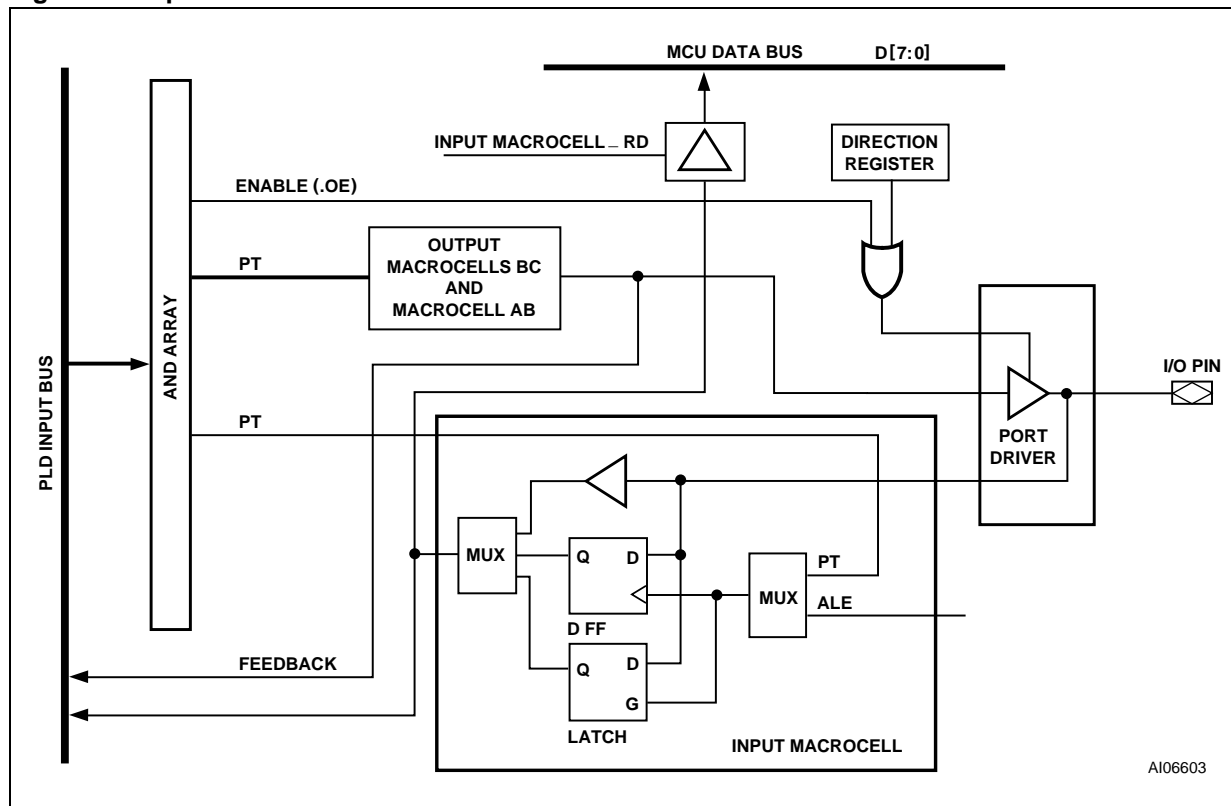 MCU DATA BUS D[7:0]
INPUT MACROCELL_ RD
DIRECTION
REGISTER
ENABLE (.OE)
PT
OUTPUT
MACROCELLS BC
AND
MACROCELL AB
AND ARRAY
PLD INPUT BUS
I/O PIN
PORT
DRIVER
PT
MUX
Q D
D FF
MUX
PT
ALE
Q D
G
LATCH
FEEDBACK
INPUT MACROCELL
AI06603